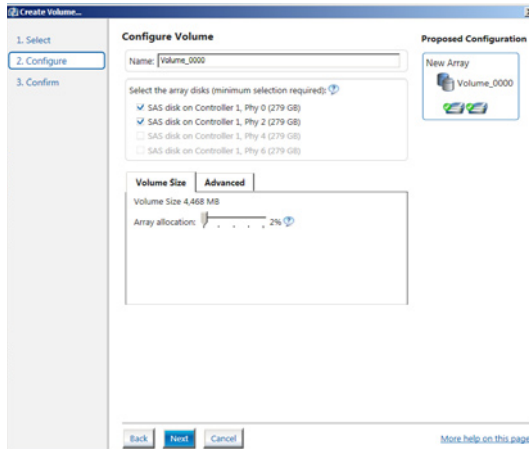 Create Volume...
1. Select
2. Configure
3. Confirm
Configure Volume
Name: Volume_0000
Select the array disks (minimum selection required):
SAS disk on Controller 1, Phy 0 (279 GB)
SAS disk on Controller 1, Phy 2 (279 GB)
SAS disk on Controller 1, Phy 4 (279 GB)
SAS disk on Controller 1, Phy 6 (279 GB)
Volume Size Advanced
Volume Size 4,468 MB
Array allocation: 2%
Proposed Configuration
New Array
Volume_0000
Back Next Cancel
More help on this page